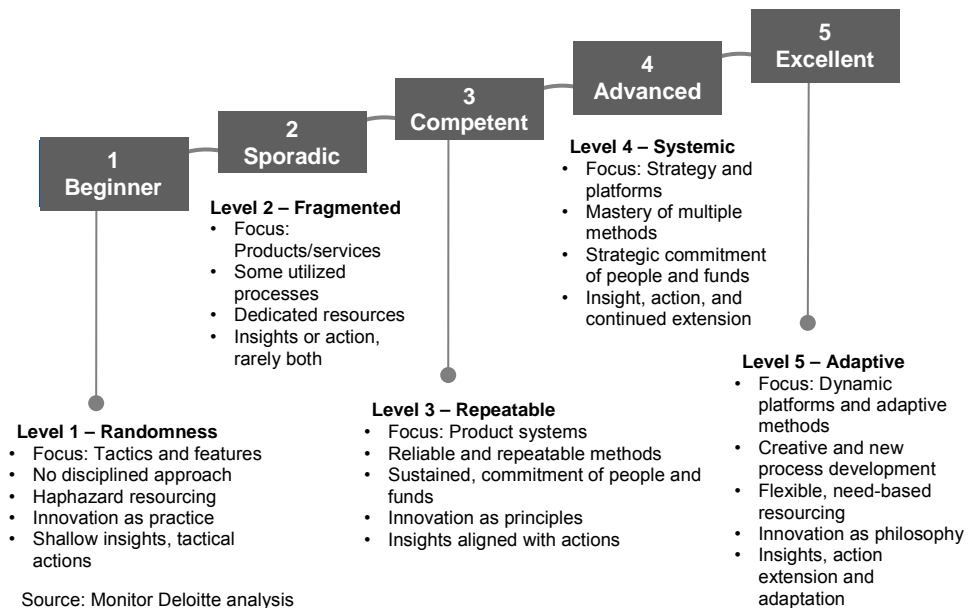 1
Beginner
2
Sporadic
3
Competent
4
Advanced
5
Excellent
Level 1 – Randomness
• Focus: Tactics and features
• No disciplined approach
• Haphazard resourcing
• Innovation as practice
• Shallow insights, tactical
actions
Level 2 – Fragmented
• Focus:
Products/services
• Some utilized
processes
• Dedicated resources
• Insights or action,
rarely both
Level 3 – Repeatable
• Focus: Product systems
• Reliable and repeatable methods
• Sustained, commitment of people and
funds
• Innovation as principles
• Insights aligned with actions
Level 4 – Systemic
• Focus: Strategy and
platforms
• Mastery of multiple
methods
• Strategic commitment
of people and funds
• Insight, action, and
continued extension
Level 5 – Adaptive
• Focus: Dynamic
platforms and adaptive
methods
• Creative and new
process development
• Flexible, need-based
resourcing
• Innovation as philosophy
• Insights, action
extension and
adaptation
Source: Monitor Deloitte analysis